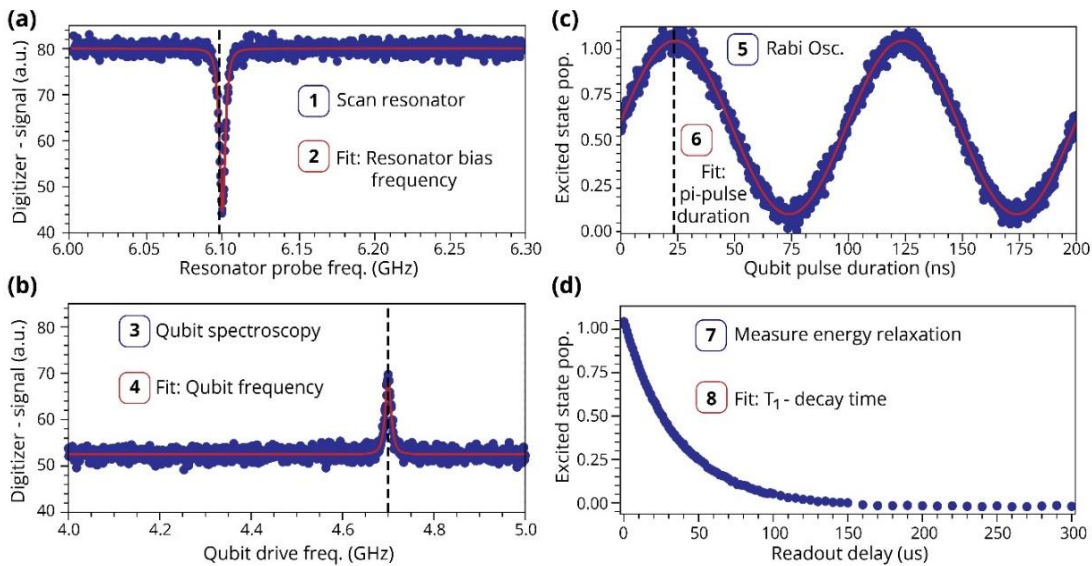 (a)
Digitizer - signal (a.u.)
80
70
60
50
40
1 Scan resonator
2 Fit: Resonator bias
frequency
6.00 6.05 6.10 6.15 6.20 6.25 6.30
Resonator probe freq. (GHz)
(b)
Digitizer - signal (a.u.)
80
70
60
50
40
3 Qubit spectroscopy
4 Fit: Qubit frequency
4.0 4.2 4.4 4.6 4.8 5.0
Qubit drive freq. (GHz)
(c)
Excited state pop.
1.00
0.75
0.50
0.25
0.00
5 Rabi Osc.
6
Fit:
pi-pulse
duration
0 25 50 75 100 125 150 175 200
Qubit pulse duration (ns)
(d)
Excited state pop.
1.00
0.75
0.50
0.25
0.00
7 Measure energy relaxation
8 Fit: T₁ - decay time
0 50 100 150 200 250 300
Readout delay (us)